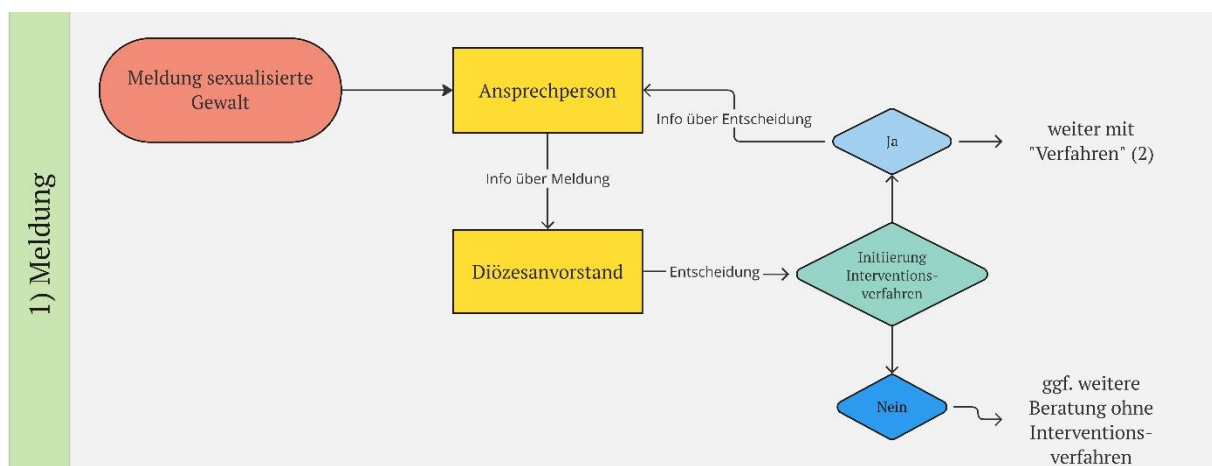 1) Meldung
Meldung sexualisierte
Gewalt
Ansprechperson
Info über Entscheidung
Ja
weiter mit
"Verfahren" (2)
Info über Meldung
Diözesanvorstand
Entscheidung
Initiierung
Interventions-
verfahren
Nein
ggf. weitere
Beratung ohne
Interventions-
verfahren